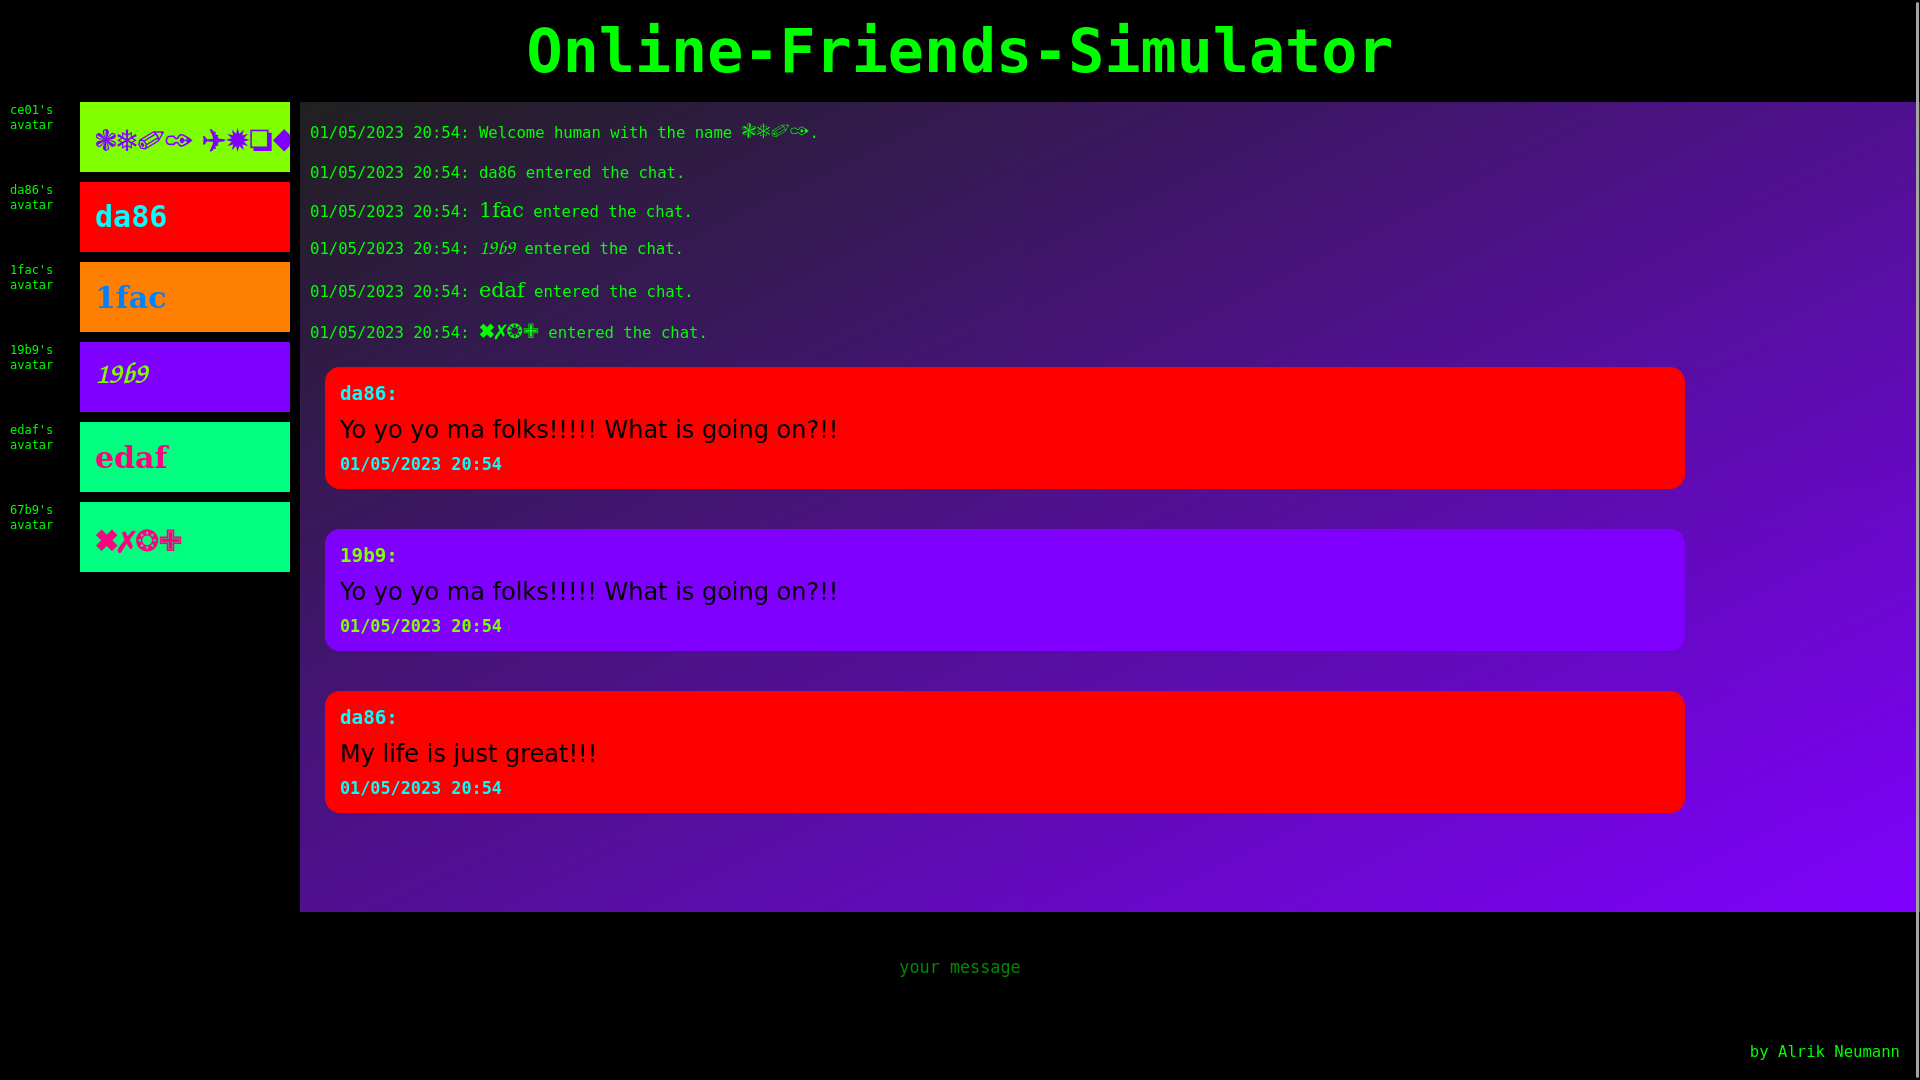 Online-Friends-Simulator
ce01's
avatar
❃❄✐✑ ✈✹❏◆
da86's
avatar
da86
1fac's
avatar
1fac
19b9's
avatar
19b9
edaf's
avatar
edaf
67b9's
avatar
✖✗❂✙
01/05/2023 20:54: Welcome human with the name ❃❄✐✑.
01/05/2023 20:54: da86 entered the chat.
01/05/2023 20:54: 1fac entered the chat.
01/05/2023 20:54: 19b9 entered the chat.
01/05/2023 20:54: edaf entered the chat.
01/05/2023 20:54: ✖✗❂✙ entered the chat.
da86:
Yo yo yo ma folks!!!!! What is going on?!!
01/05/2023 20:54
19b9:
Yo yo yo ma folks!!!!! What is going on?!!
01/05/2023 20:54
da86:
My life is just great!!!
01/05/2023 20:54
your message
by Alrik Neumann